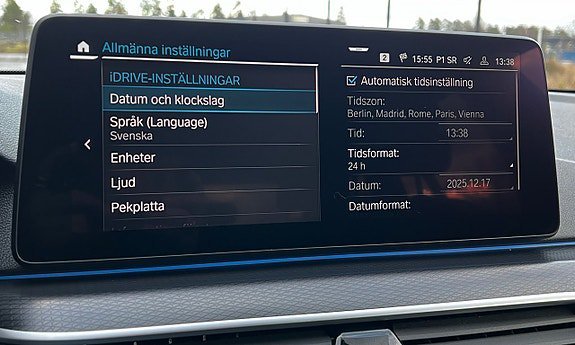 Allmänna inställningar
2 15:55 P1 SR 13:38
iDRIVE-INSTÄLLNINGAR
Datum och klockslag
Språk (Language)
Svenska
Enheter
Ljud
Pekplatta
Automatisk tidsinställning
Tidszon:
Berlin, Madrid, Rome, Paris, Vienna
Tid: 13:38
Tidsformat:
24 h
Datum: 2025.12.17
Datumformat: